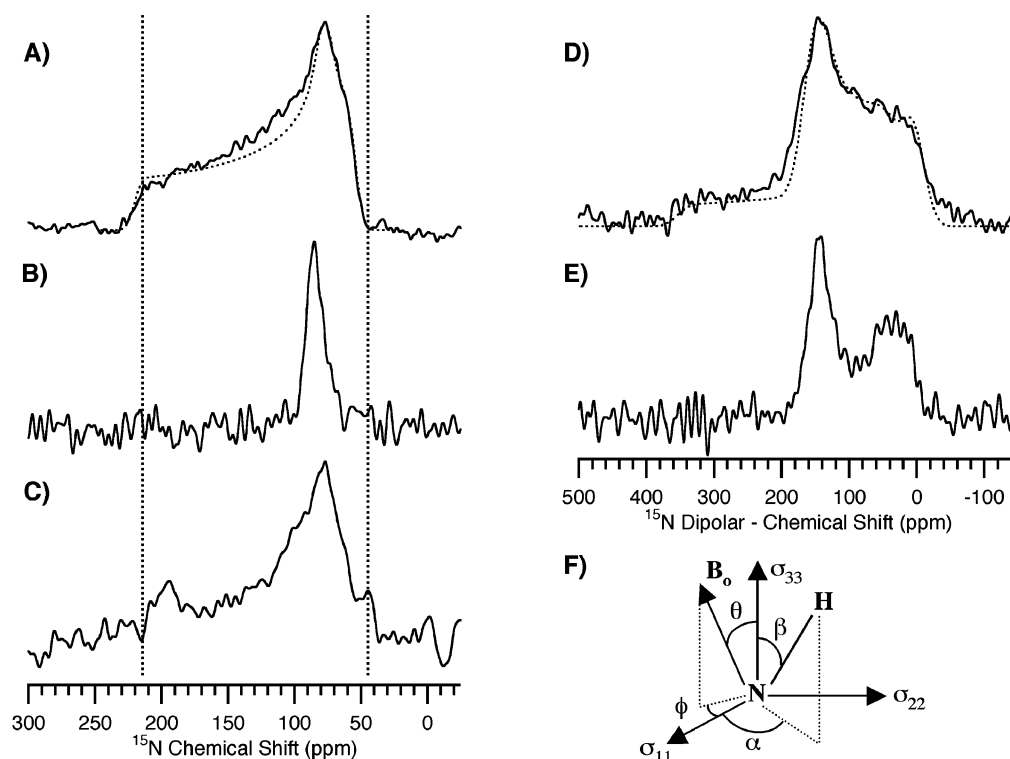 A)
B)
C)
300 250 200 150 100 50 0
¹⁵N Chemical Shift (ppm)
D)
E)
500 400 300 200 100 0 -100
¹⁵N Dipolar - Chemical Shift (ppm)
F)
Bₒ
σ₃₃
θ
β
H
N
σ₂₂
ϕ
α
σ₁₁